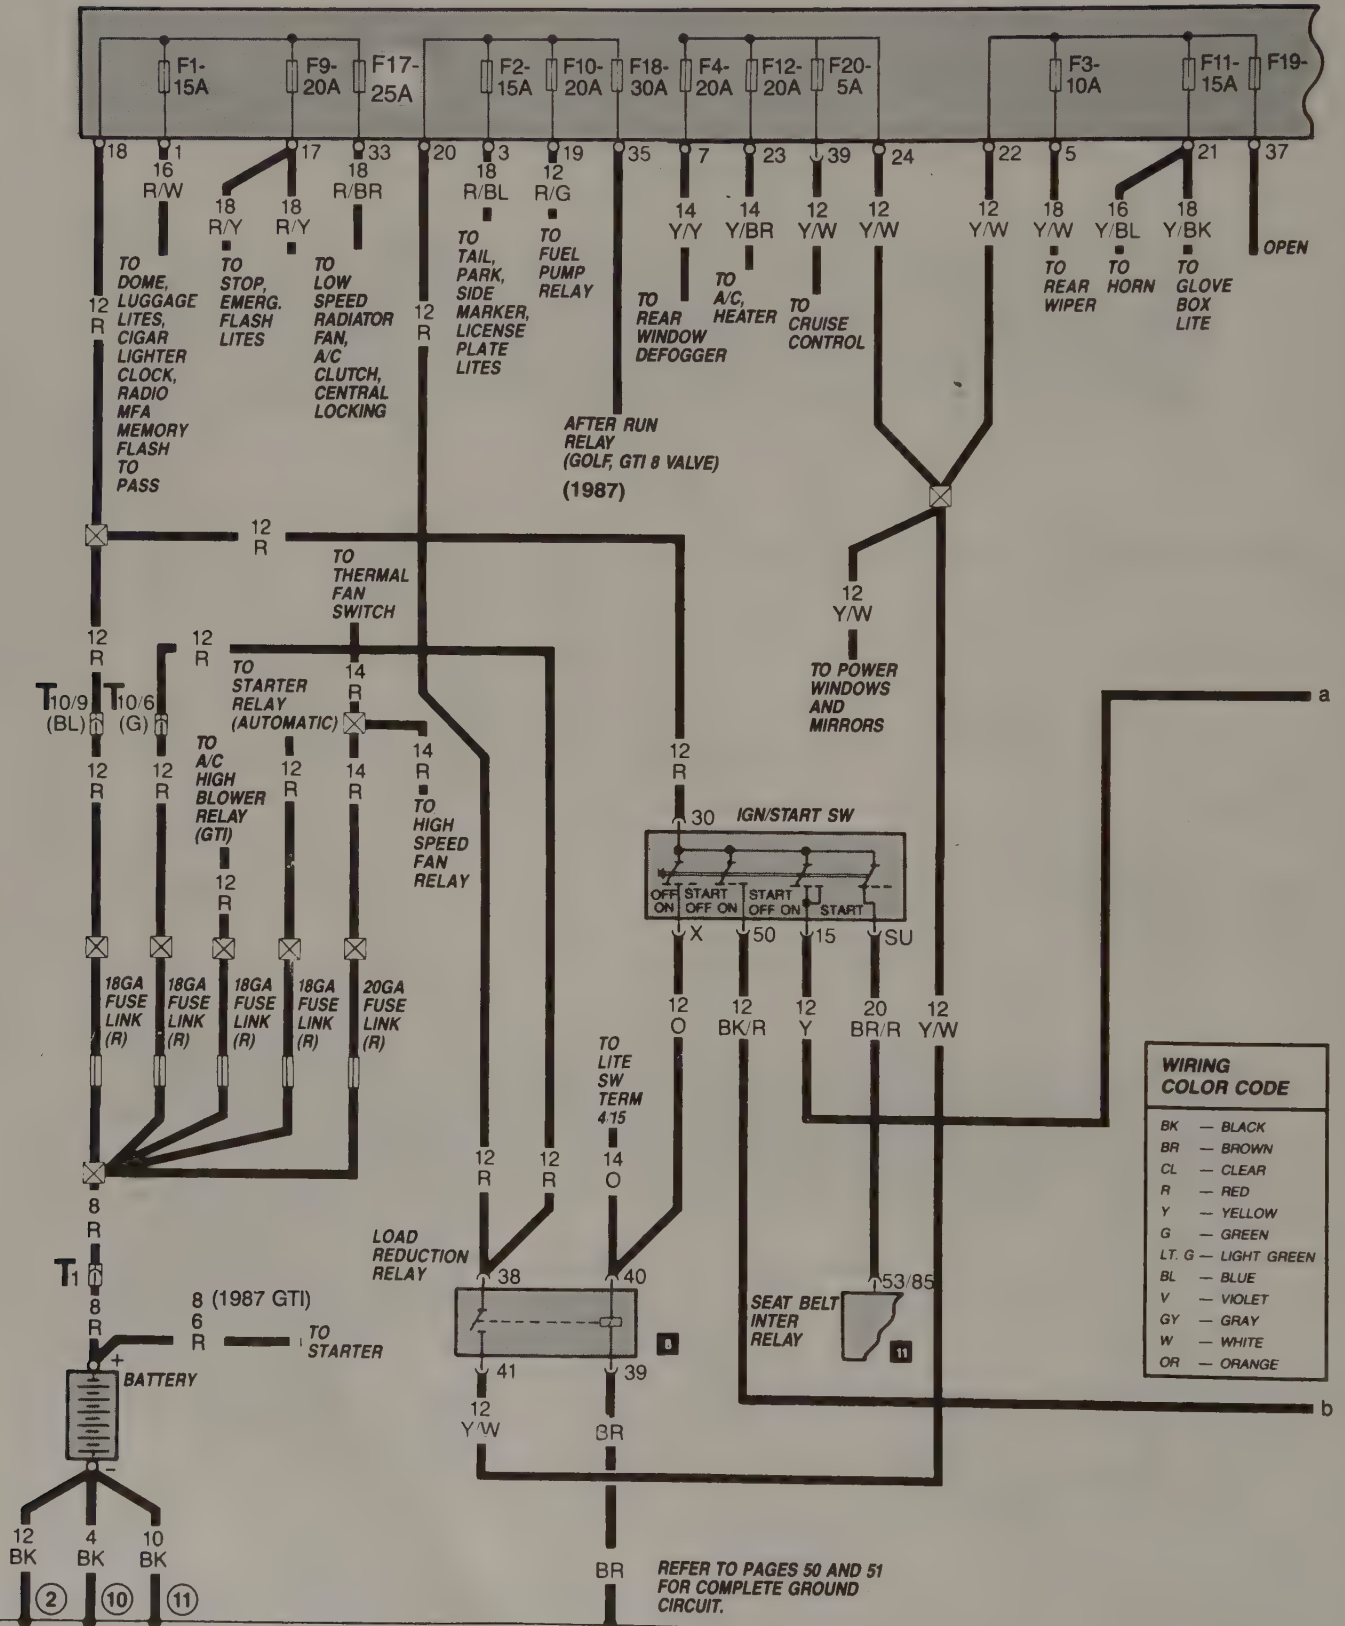 F1-
15A
F9-
20A
F17-
25A
F2-
15A
F10-
20A
F18-
30A
F4-
20A
F12-
20A
F20-
5A
F3-
10A
F11-
15A
F19-
18
1
17
33
20
3
19
35
7
23
39
24
22
5
21
37
16
R/W
18
R/Y
18
R/Y
18
R/BR
18
R/BL
12
R/G
14
Y/Y
14
Y/BR
12
Y/W
12
Y/W
12
Y/W
18
Y/W
16
Y/BL
18
Y/BK
OPEN
TO
DOME,
LUGGAGE
LITES,
CIGAR
LIGHTER
CLOCK,
RADIO
MFA
MEMORY
FLASH
TO
PASS
TO
STOP,
EMERG.
FLASH
LITES
TO
LOW
SPEED
RADIATOR
FAN,
A/C
CLUTCH,
CENTRAL
LOCKING
TO
TAIL,
PARK,
SIDE
MARKER,
LICENSE
PLATE
LITES
TO
FUEL
PUMP
RELAY
TO
REAR
WINDOW
DEFOGGER
TO
A/C,
HEATER
TO
CRUISE
CONTROL
TO
REAR
WIPER
TO
HORN
TO
GLOVE
BOX
LITE
12
R
12
R
AFTER RUN
RELAY
(GOLF, GTI 8 VALVE)
(1987)
12
R
TO
THERMAL
FAN
SWITCH
12
Y/W
TO POWER
WINDOWS
AND
MIRRORS
12
R
12
R
14
R
T10/9
(BL)
T10/6
(G)
TO
STARTER
RELAY
(AUTOMATIC)
TO
A/C
HIGH
BLOWER
RELAY
(GTI)
12
R
12
R
12
R
14
R
14
R
TO
HIGH
SPEED
FAN
RELAY
12
R
12
R
a
30
IGN/START SW
OFF
ON
START
OFF ON
START
OFF ON
START
X
50
15
SU
18GA
FUSE
LINK
(R)
18GA
FUSE
LINK
(R)
18GA
FUSE
LINK
(R)
18GA
FUSE
LINK
(R)
20GA
FUSE
LINK
(R)
12
O
12
BK/R
12
Y
20
BR/R
12
Y/W
TO
LITE
SW
TERM
4/15
WIRING
COLOR CODE
BK — BLACK
BR — BROWN
CL — CLEAR
R — RED
Y — YELLOW
G — GREEN
LT. G — LIGHT GREEN
BL — BLUE
V — VIOLET
GY — GRAY
W — WHITE
OR — ORANGE
12
R
12
R
14
O
8
R
T1
8
R
LOAD
REDUCTION
RELAY
38
40
53/85
SEAT BELT
INTER
RELAY
11
8
8 (1987 GTI)
6
R
TO
STARTER
+
BATTERY
-
41
39
12
Y/W
BR
b
12
BK
4
BK
10
BK
2
10
11
BR
REFER TO PAGES 50 AND 51
FOR COMPLETE GROUND
CIRCUIT.